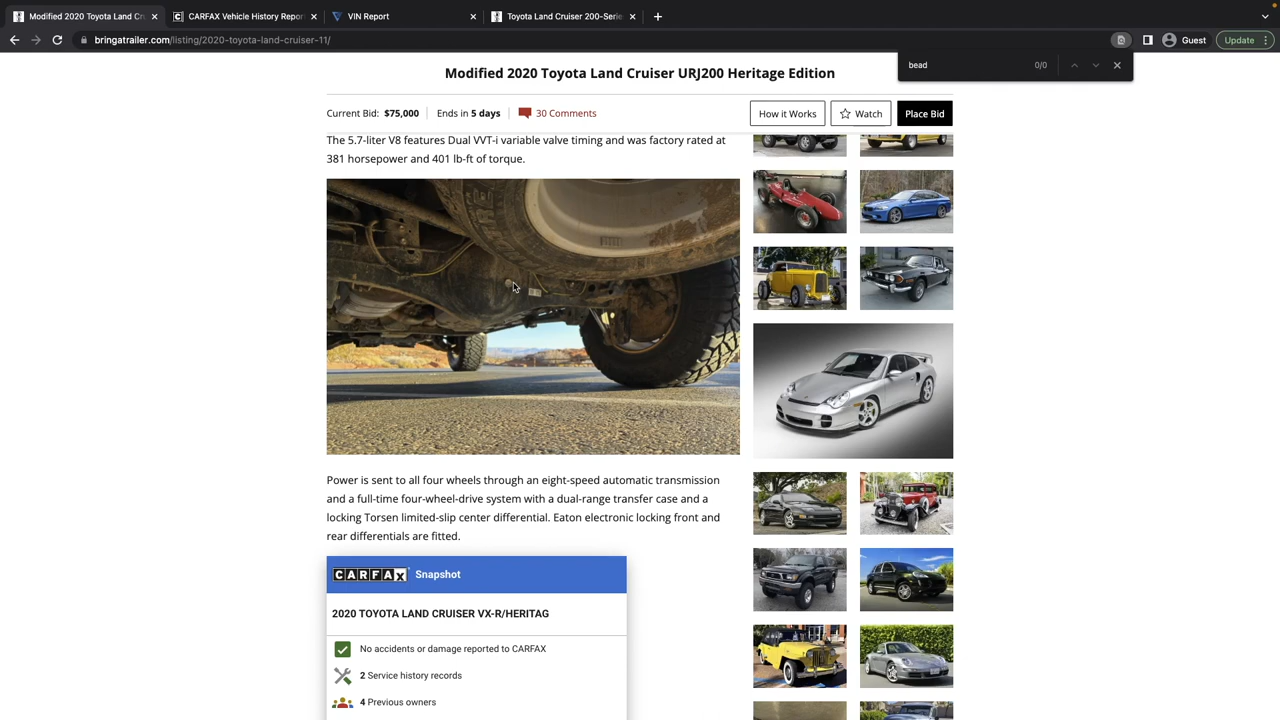 Modified 2020 Toyota Land Cr
CARFAX Vehicle History Repor
VIN Report
Toyota Land Cruiser 200-Serie
bringatrailer.com/listing/2020-toyota-land-cruiser-11/
Guest
Update
bead
0/0
Modified 2020 Toyota Land Cruiser URJ200 Heritage Edition
Current Bid: $75,000
Ends in 5 days
30 Comments
How it Works
Watch
Place Bid
The 5.7-liter V8 features Dual VVT-i variable valve timing and was factory rated at
381 horsepower and 401 lb-ft of torque.
Power is sent to all four wheels through an eight-speed automatic transmission
and a full-time four-wheel-drive system with a dual-range transfer case and a
locking Torsen limited-slip center differential. Eaton electronic locking front and
rear differentials are fitted.
CARFAX Snapshot
2020 TOYOTA LAND CRUISER VX-R/HERITAG
No accidents or damage reported to CARFAX
2 Service history records
4 Previous owners